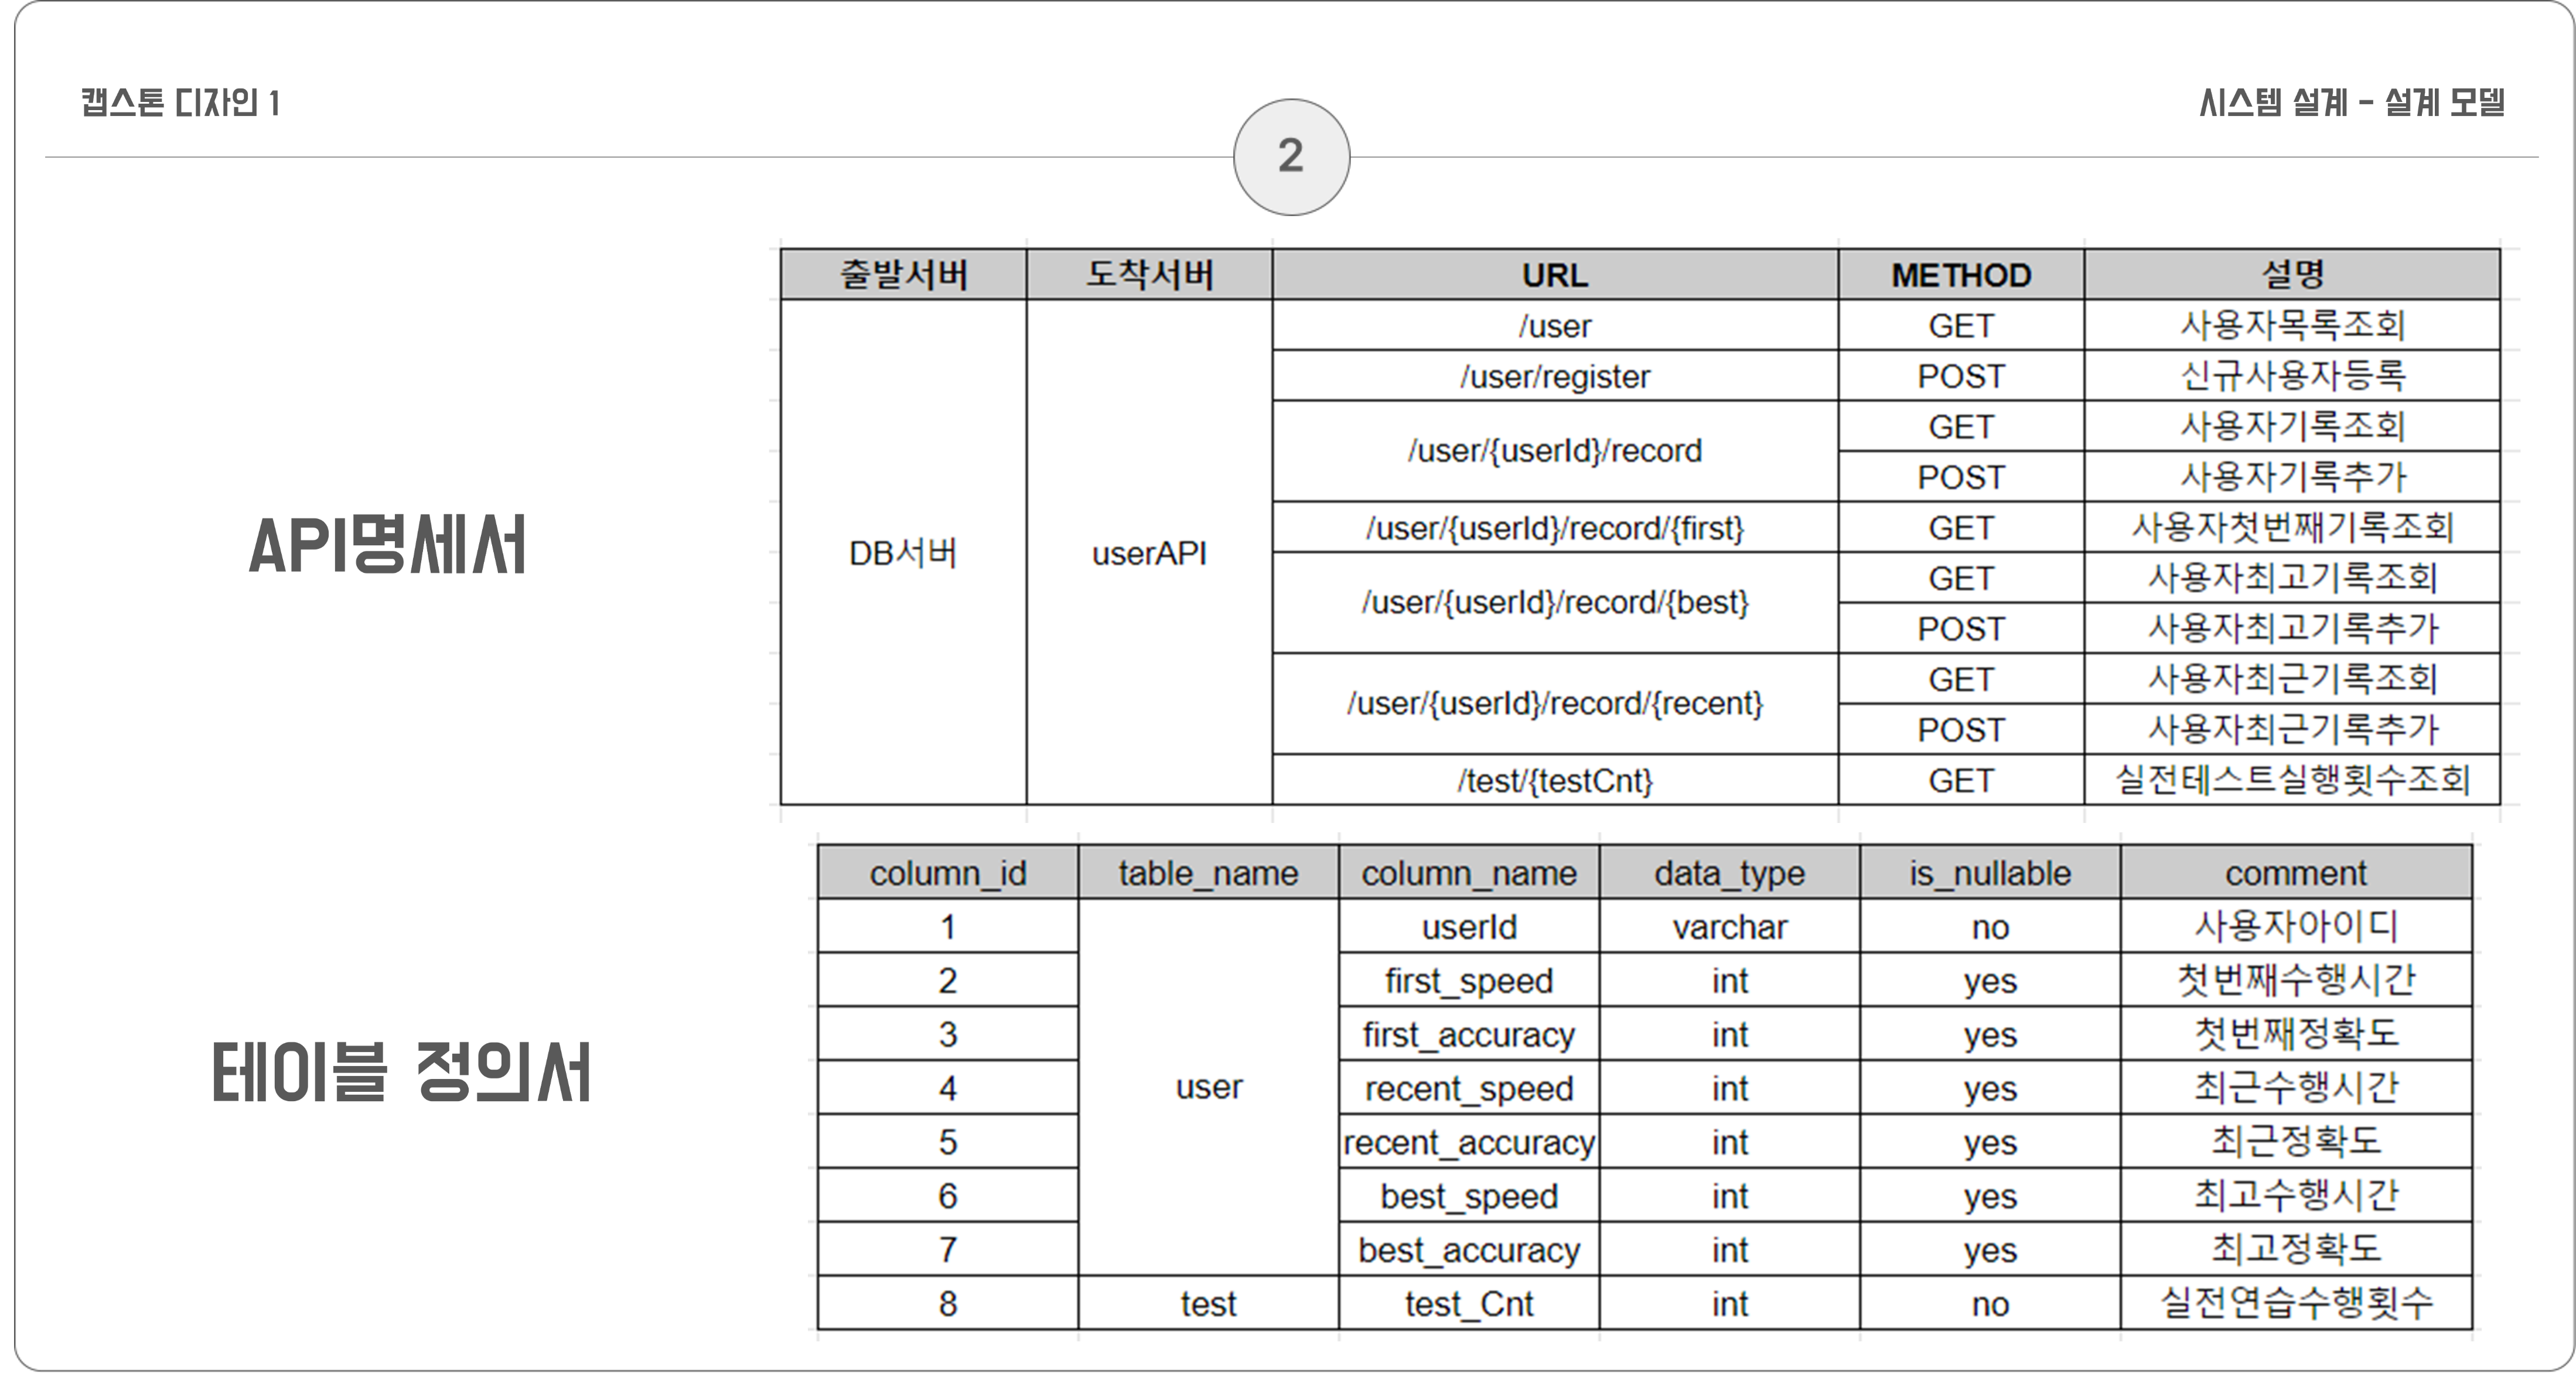 캡스톤 디자인 1
시스템 설계 - 설계 모델
2
API명세서
출발서버 도착서버 URL METHOD 설명
DB서버 userAPI
/user GET 사용자목록조회
/user/register POST 신규사용자등록
/user/{userId}/record GET 사용자기록조회
POST 사용자기록추가
/user/{userId}/record/{first} GET 사용자첫번째기록조회
/user/{userId}/record/{best} GET 사용자최고기록조회
POST 사용자최고기록추가
/user/{userId}/record/{recent} GET 사용자최근기록조회
POST 사용자최근기록추가
/test/{testCnt} GET 실전테스트실행횟수조회
테이블 정의서
column_id table_name column_name data_type is_nullable comment
user
1 userId varchar no 사용자아이디
2 first_speed int yes 첫번째수행시간
3 first_accuracy int yes 첫번째정확도
4 recent_speed int yes 최근수행시간
5 recent_accuracy int yes 최근정확도
6 best_speed int yes 최고수행시간
7 best_accuracy int yes 최고정확도
8 test test_Cnt int no 실전연습수행횟수